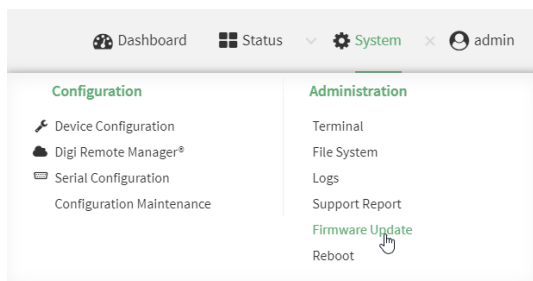 Dashboard Status System admin
Configuration
Device Configuration
Digi Remote Manager®
Serial Configuration
Configuration Maintenance
Administration
Terminal
File System
Logs
Support Report
Firmware Update
Reboot